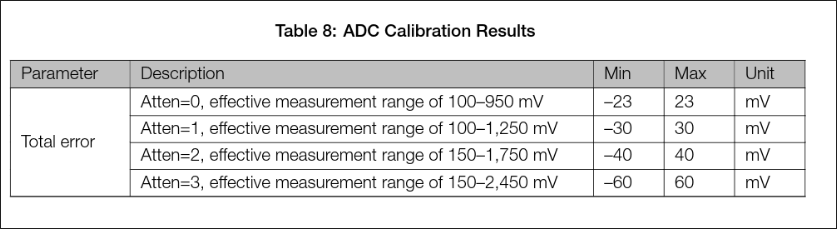 Table 8: ADC Calibration Results
Parameter Description Min Max Unit
Total error
Atten=0, effective measurement range of 100–950 mV –23 23 mV
Atten=1, effective measurement range of 100–1,250 mV –30 30 mV
Atten=2, effective measurement range of 150–1,750 mV –40 40 mV
Atten=3, effective measurement range of 150–2,450 mV –60 60 mV